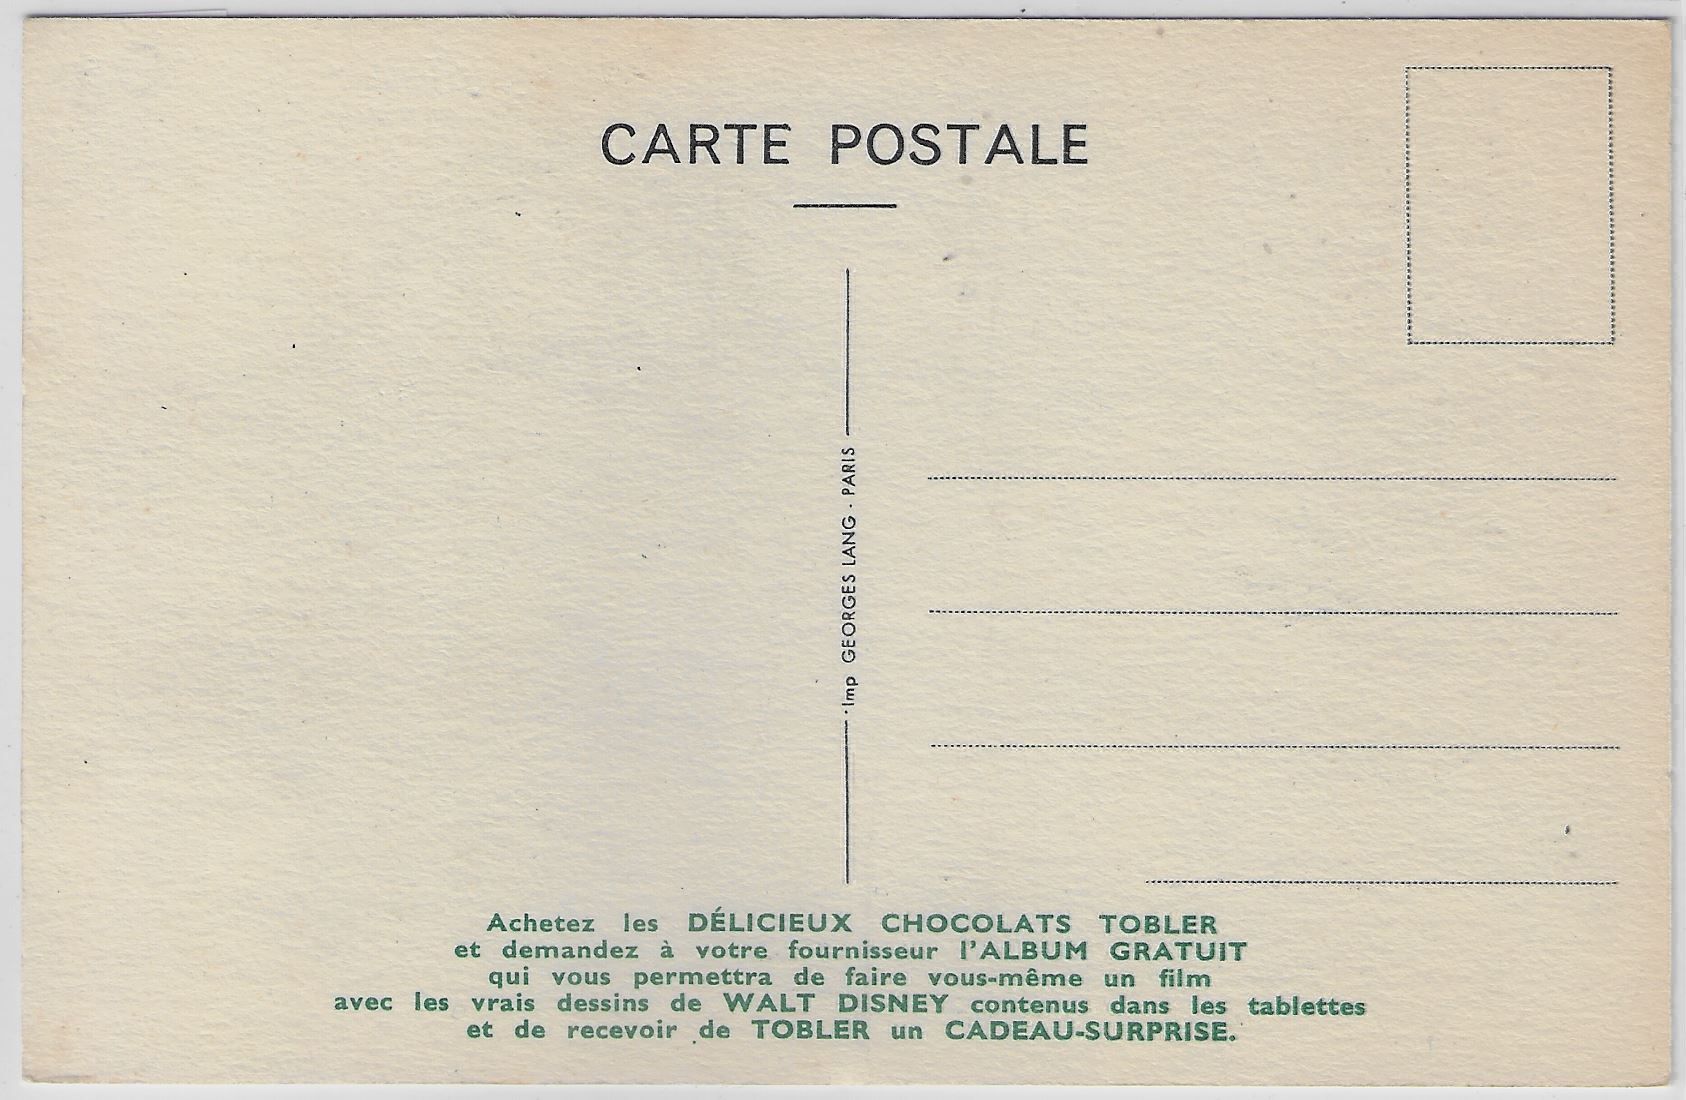 CARTE POSTALE
·Imp GEORGES LANG · PARIS
Achetez les DÉLICIEUX CHOCOLATS TOBLER
et demandez à votre fournisseur l'ALBUM GRATUIT
qui vous permettra de faire vous-même un film
avec les vrais dessins de WALT DISNEY contenus dans les tablettes
et de recevoir de TOBLER un CADEAU-SURPRISE.